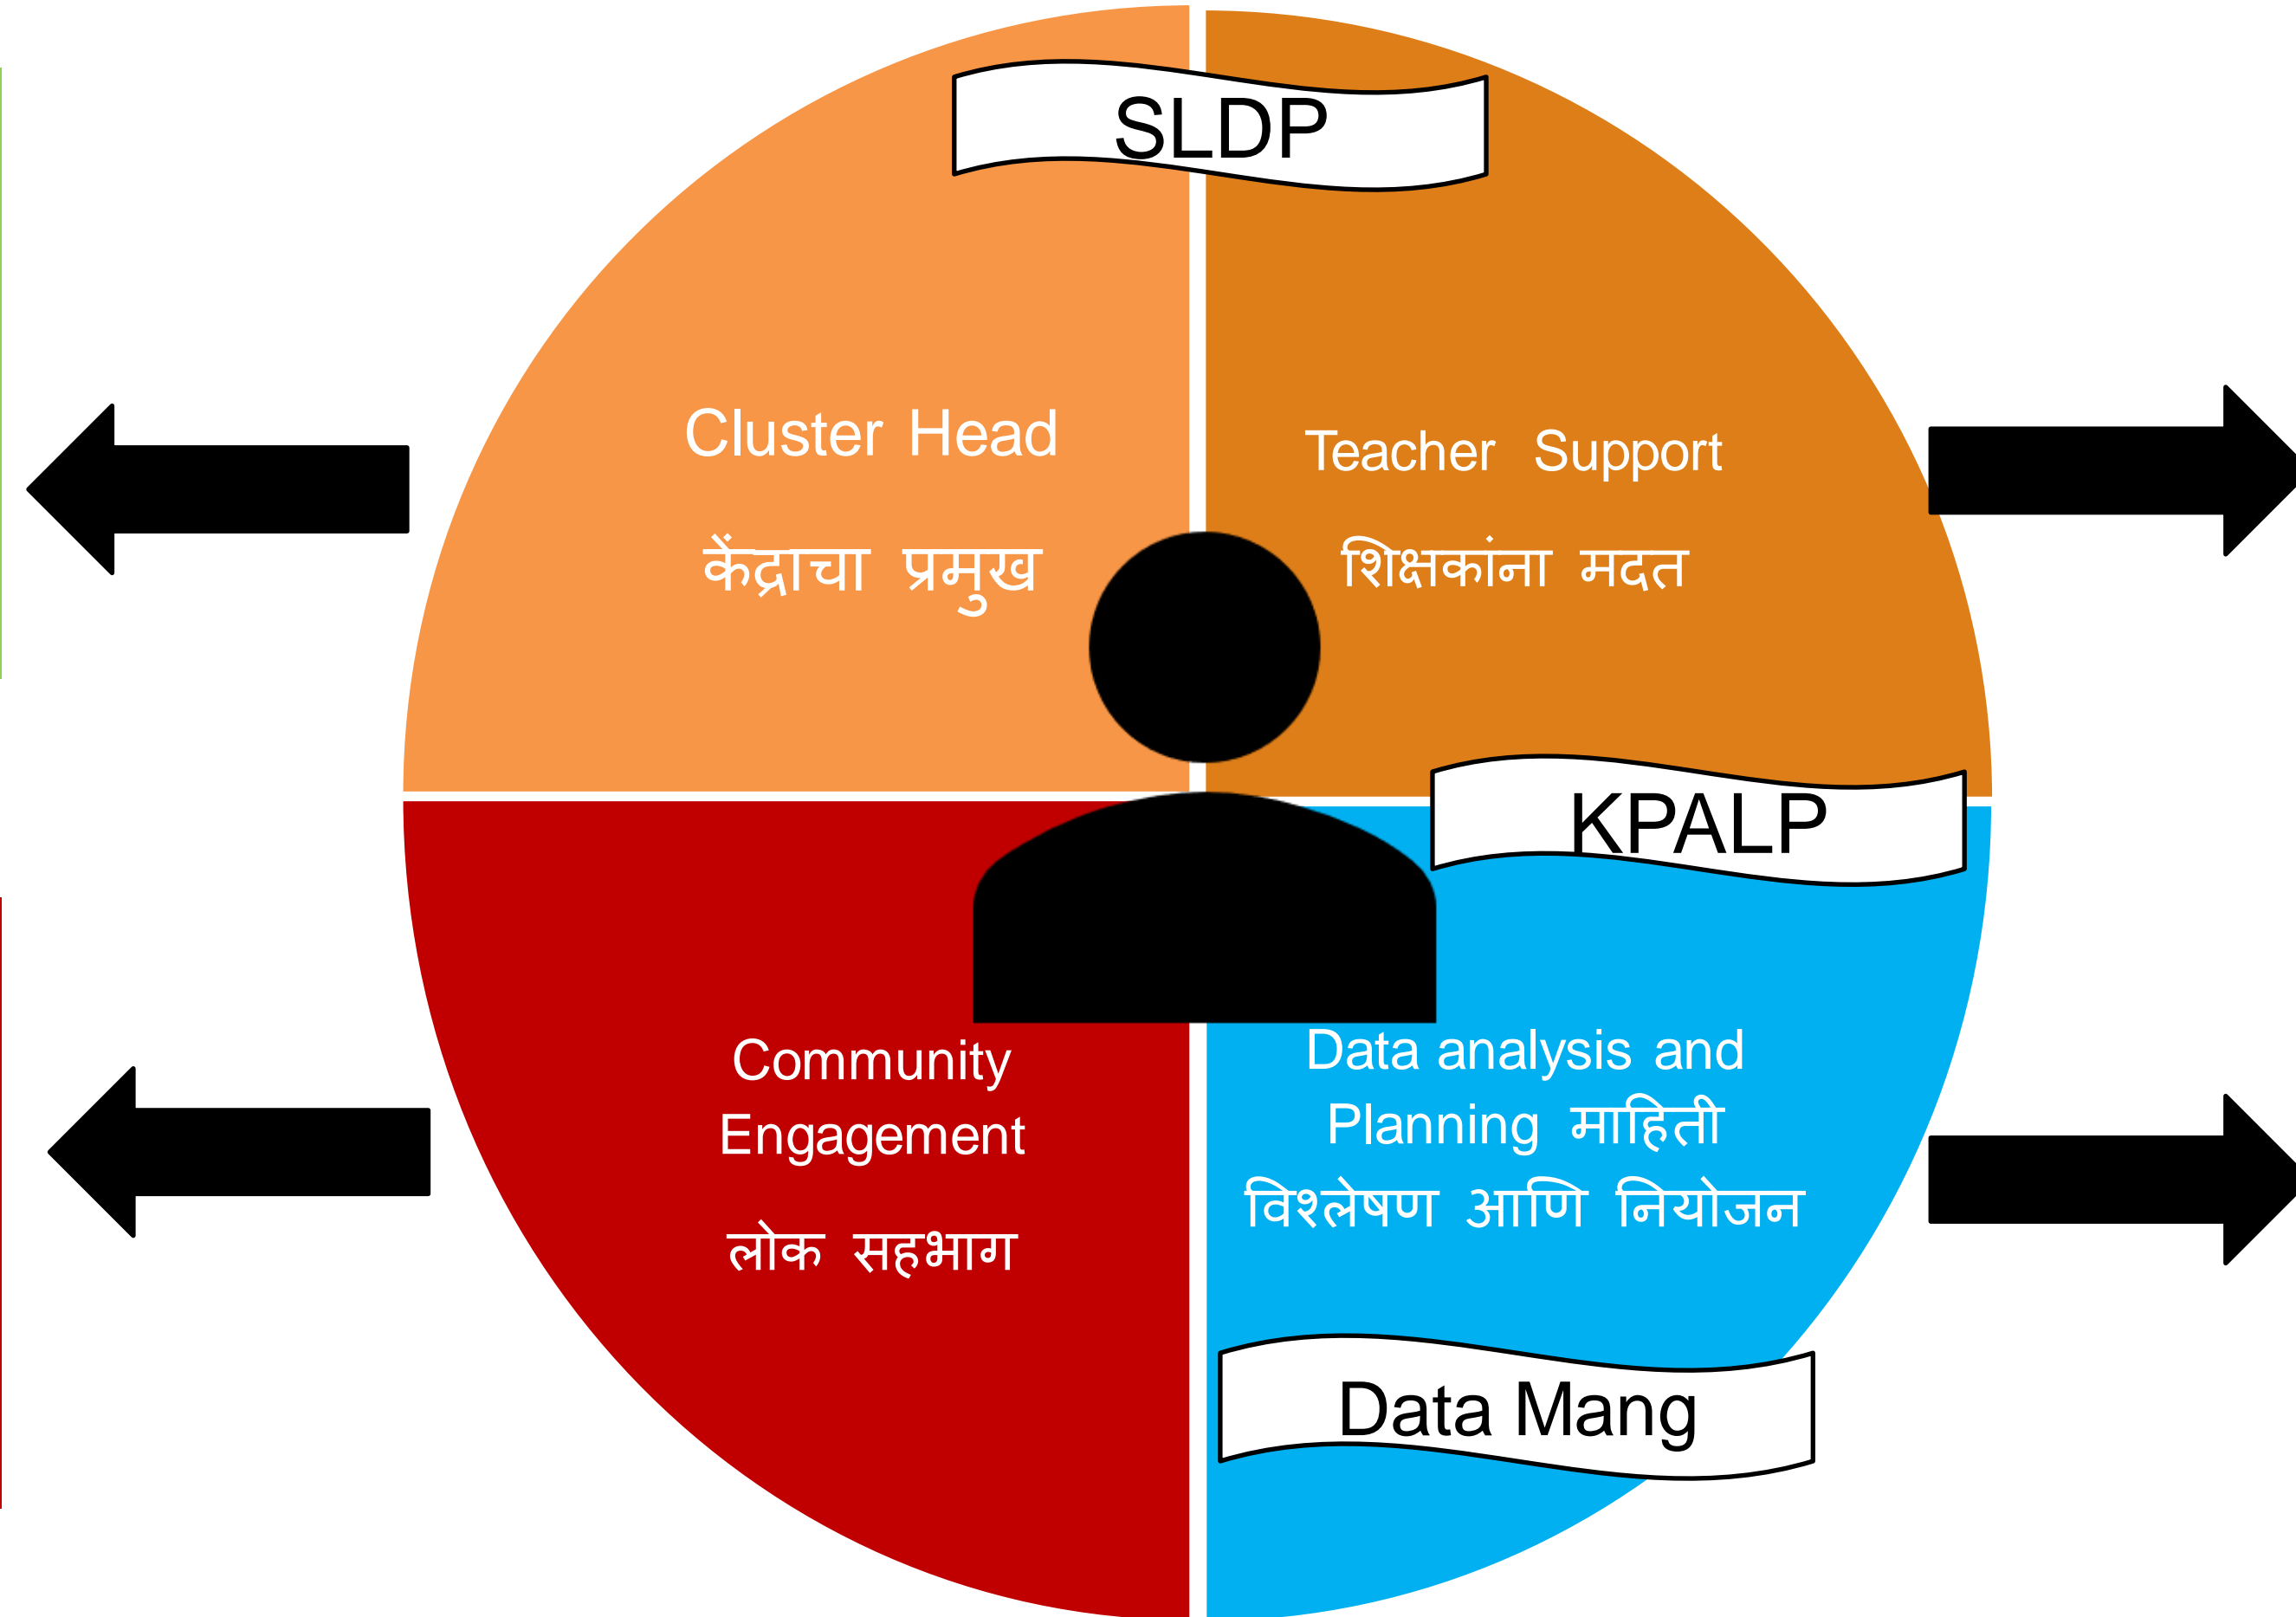 SLDP
Cluster Head
केंद्राचा प्रमुख
Teacher Support
शिक्षकांना मदत
KPALP
Community
Engagement
लोक सहभाग
Data analysis and
Planning माहिती
विश्लेषण आणि नियोजन
Data Mang